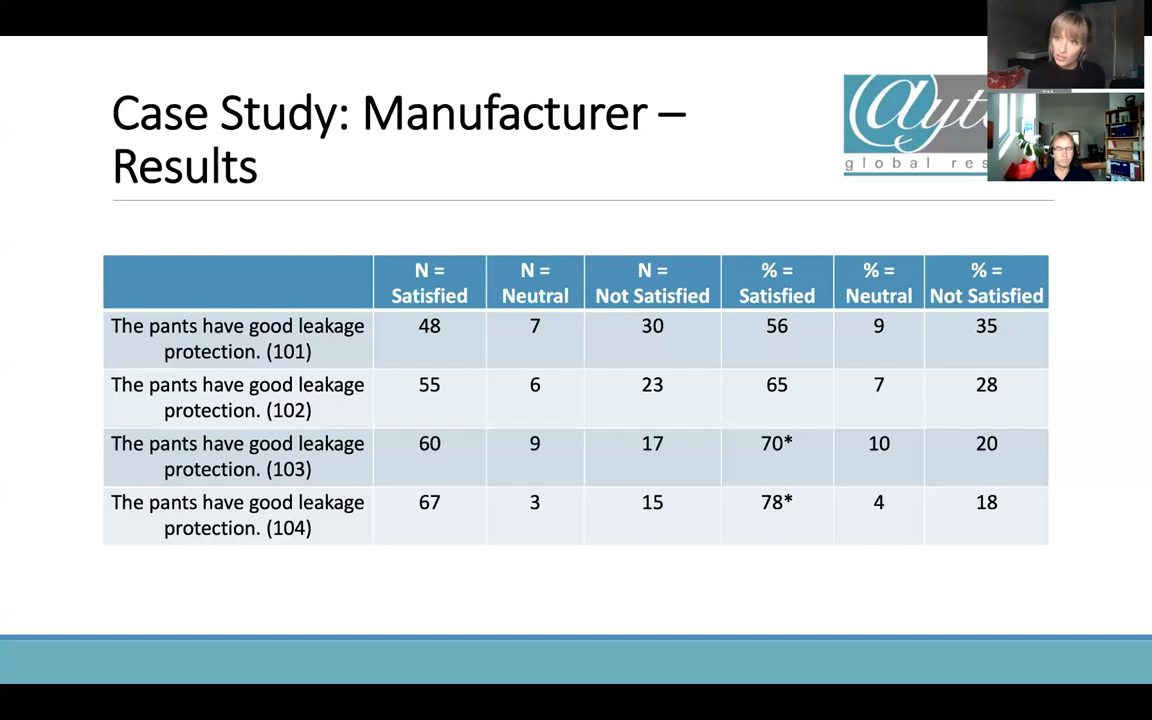 Case Study: Manufacturer –
Results
global
N = Satisfied N = Neutral N = Not Satisfied % = Satisfied % = Neutral % = Not Satisfied
The pants have good leakage protection. (101) 48 7 30 56 9 35
The pants have good leakage protection. (102) 55 6 23 65 7 28
The pants have good leakage protection. (103) 60 9 17 70* 10 20
The pants have good leakage protection. (104) 67 3 15 78* 4 18